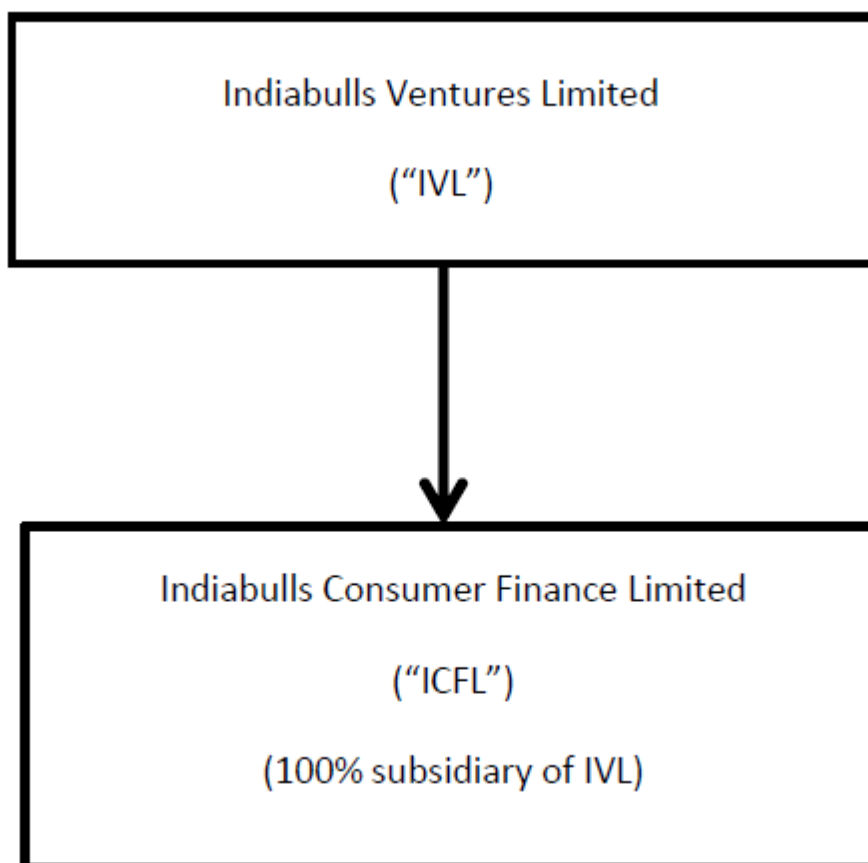 Indiabulls Ventures Limited
(“IVL”)
Indiabulls Consumer Finance Limited
(“ICFL”)
(100% subsidiary of IVL)